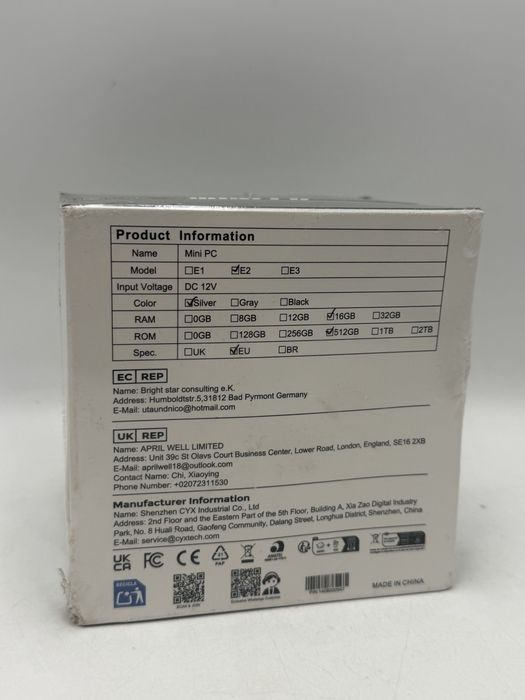 Product Information
Name Mini PC
Model ☐E1 ☑E2 ☐E3
Input Voltage DC 12V
Color ☑Silver ☐Gray ☐Black
RAM ☐0GB ☐8GB ☐12GB ☑16GB ☐32GB
ROM ☐0GB ☐128GB ☐256GB ☑512GB ☐1TB ☐2TB
Spec. ☐UK ☑EU ☐BR
EC REP
Name: Bright star consulting e.K.
Address: Humboldtstr.5,31812 Bad Pyrmont Germany
E-Mail: utaundnico@hotmail.com
UK REP
Name: APRIL WELL LIMITED
Address: Unit 39c St Olavs Court Business Center, Lower Road, London, England, SE16 2XB
E-Mail: aprilwell18@outlook.com
Contact Name: Chi, Xiaoying
Phone Number: +02072311530
Manufacturer Information
Name: Shenzhen CYX Industrial Co., Ltd
Address: 2nd Floor and the Eastern Part of the 5th Floor, Building A, Xia Zao Digital Industry
Park, No. 8 Huali Road, Gaofeng Community, Dalang Street, Longhua District, Shenzhen, China
E-Mail: service@cyxtech.com
UK CA FC CE PAP
RECYCLE
SCAN & JOIN
MADE IN CHINA